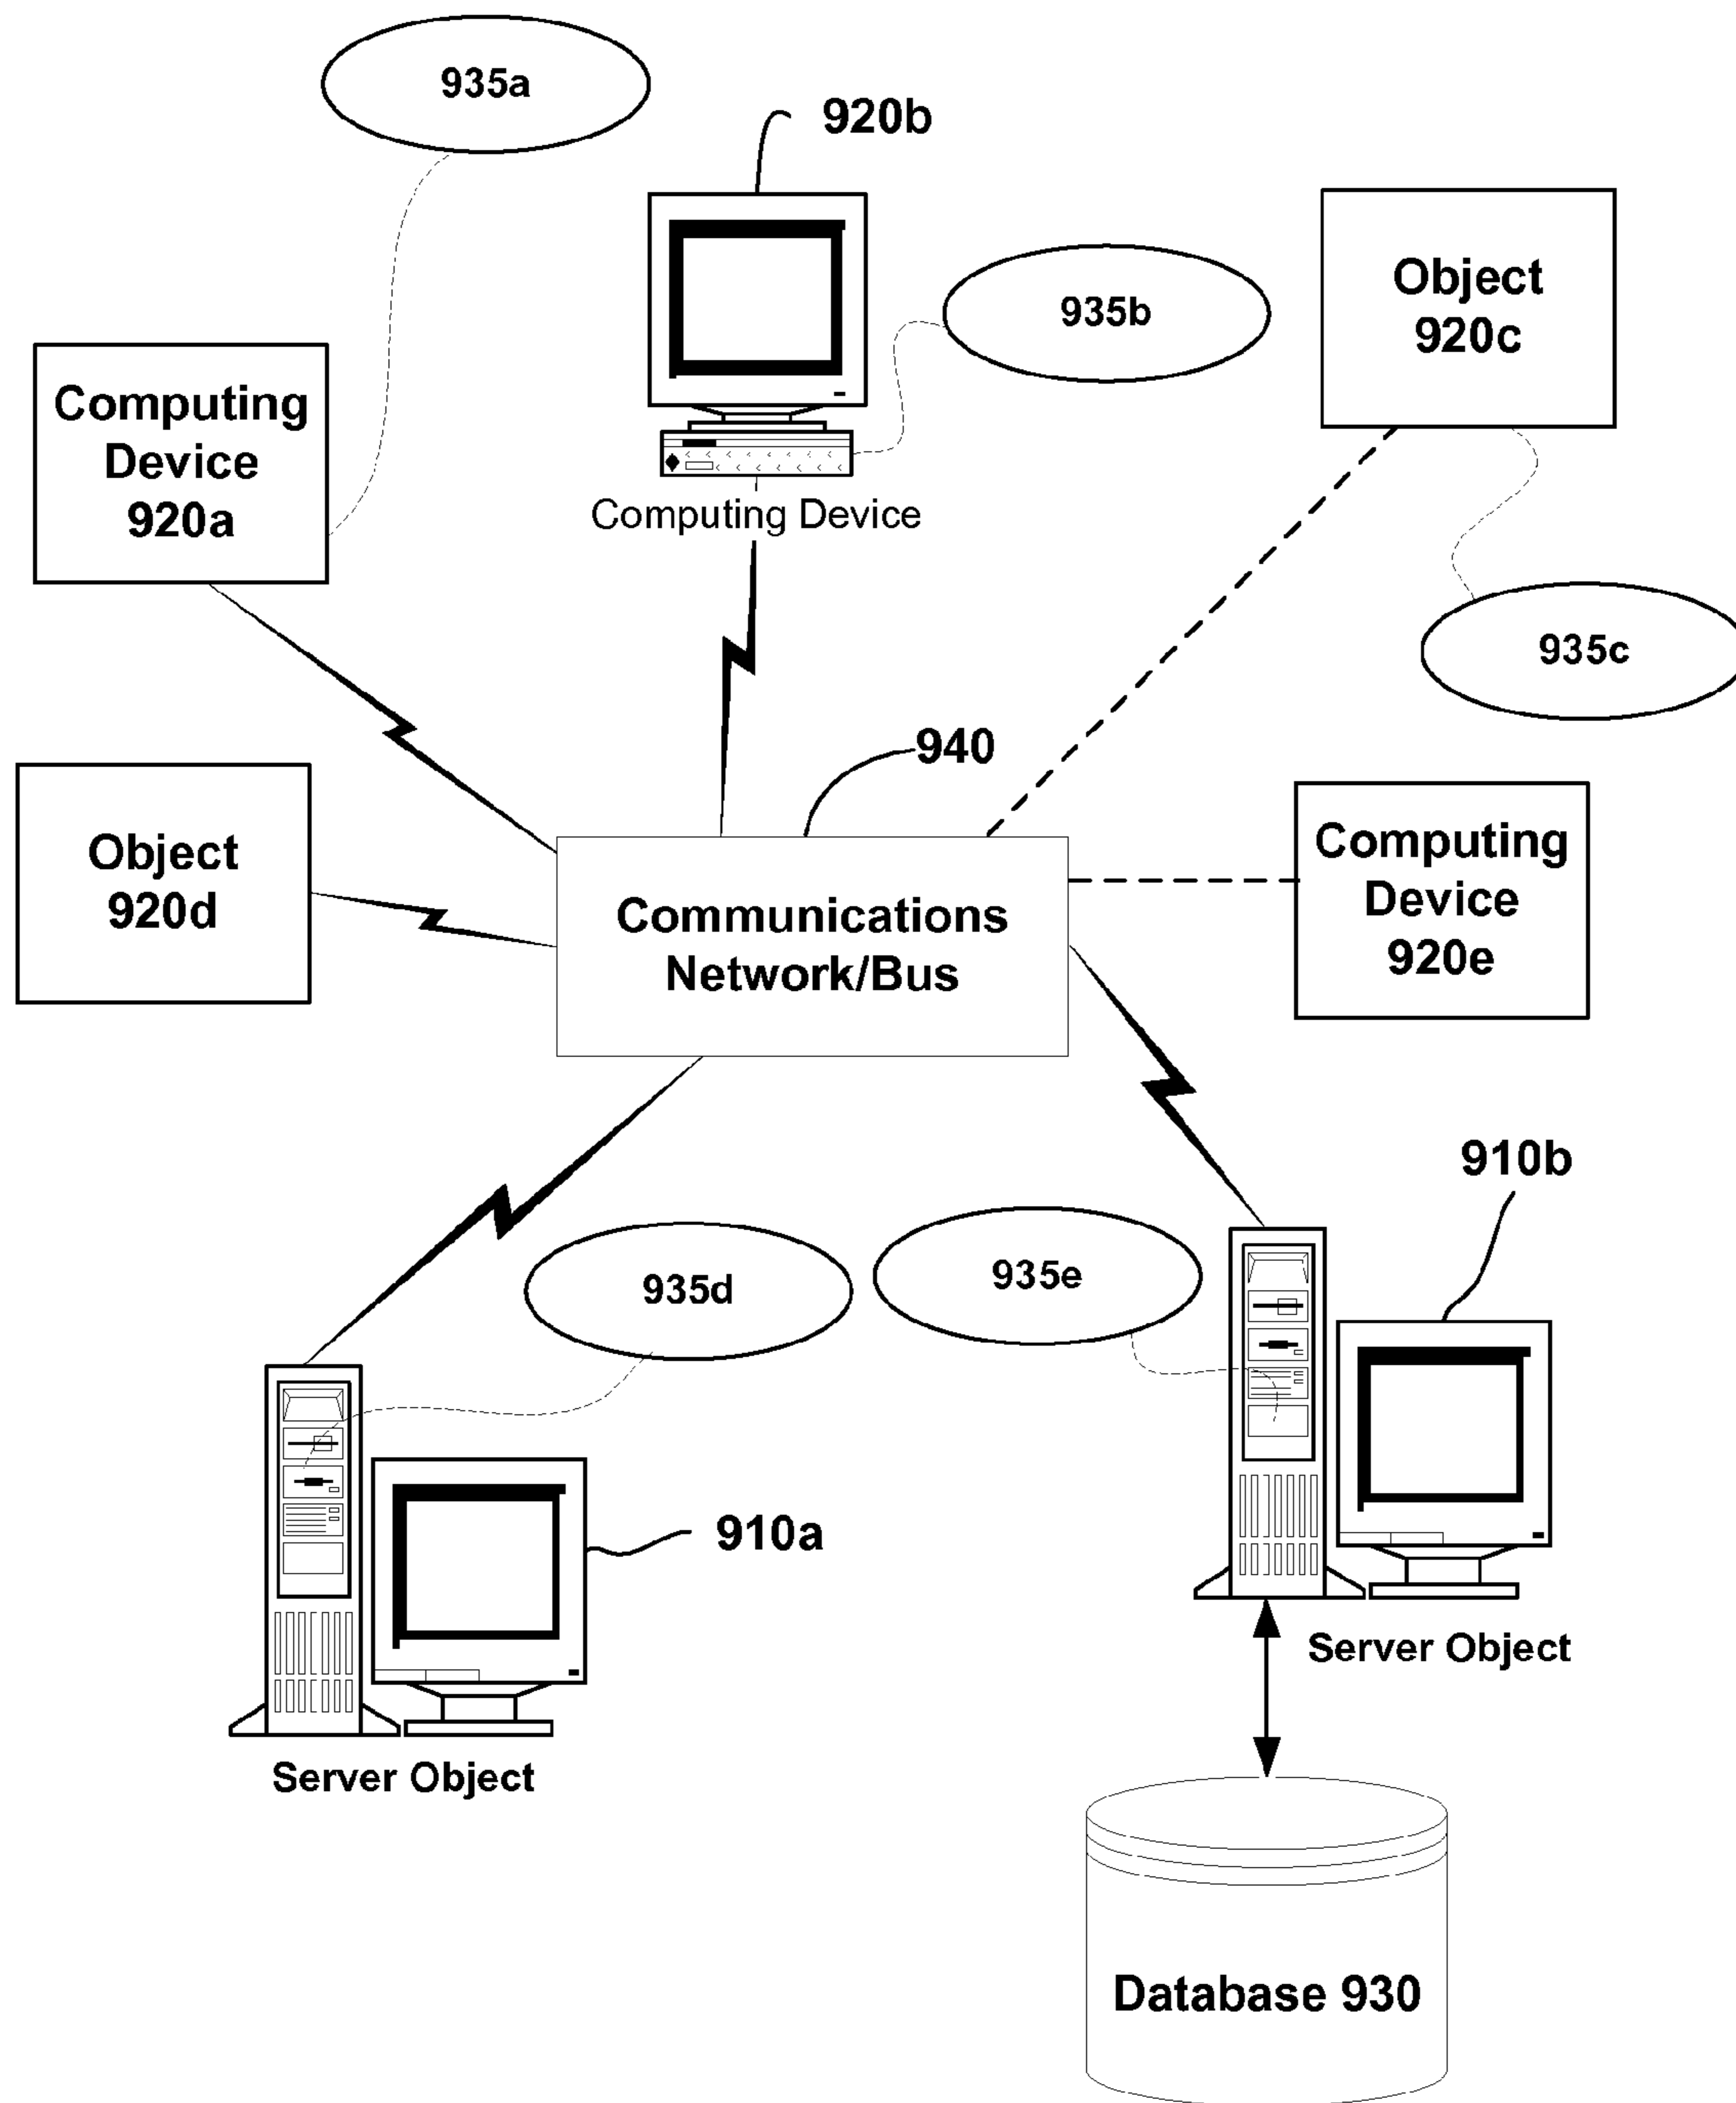 935a
920b
935b
Object
920c
Computing
Device
920a
Computing Device
935c
940
Object
920d
Communications
Network/Bus
Computing
Device
920e
910b
935d
935e
910a
Server Object
Server Object
Database 930